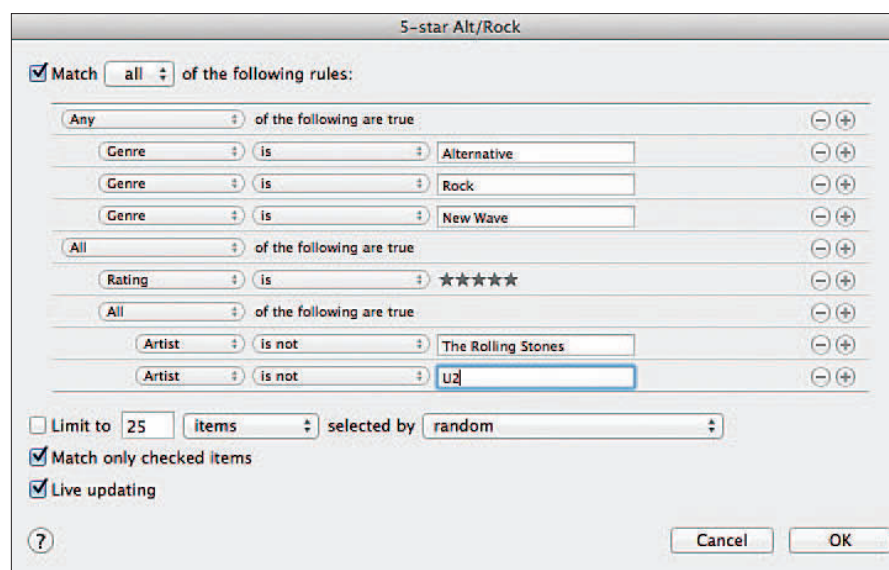 5-star Alt/Rock
Match all of the following rules:
Any of the following are true
Genre is Alternative
Genre is Rock
Genre is New Wave
All of the following are true
Rating is ★★★★★
All of the following are true
Artist is not The Rolling Stones
Artist is not U2
Limit to 25 items selected by random
Match only checked items
Live updating
? Cancel OK